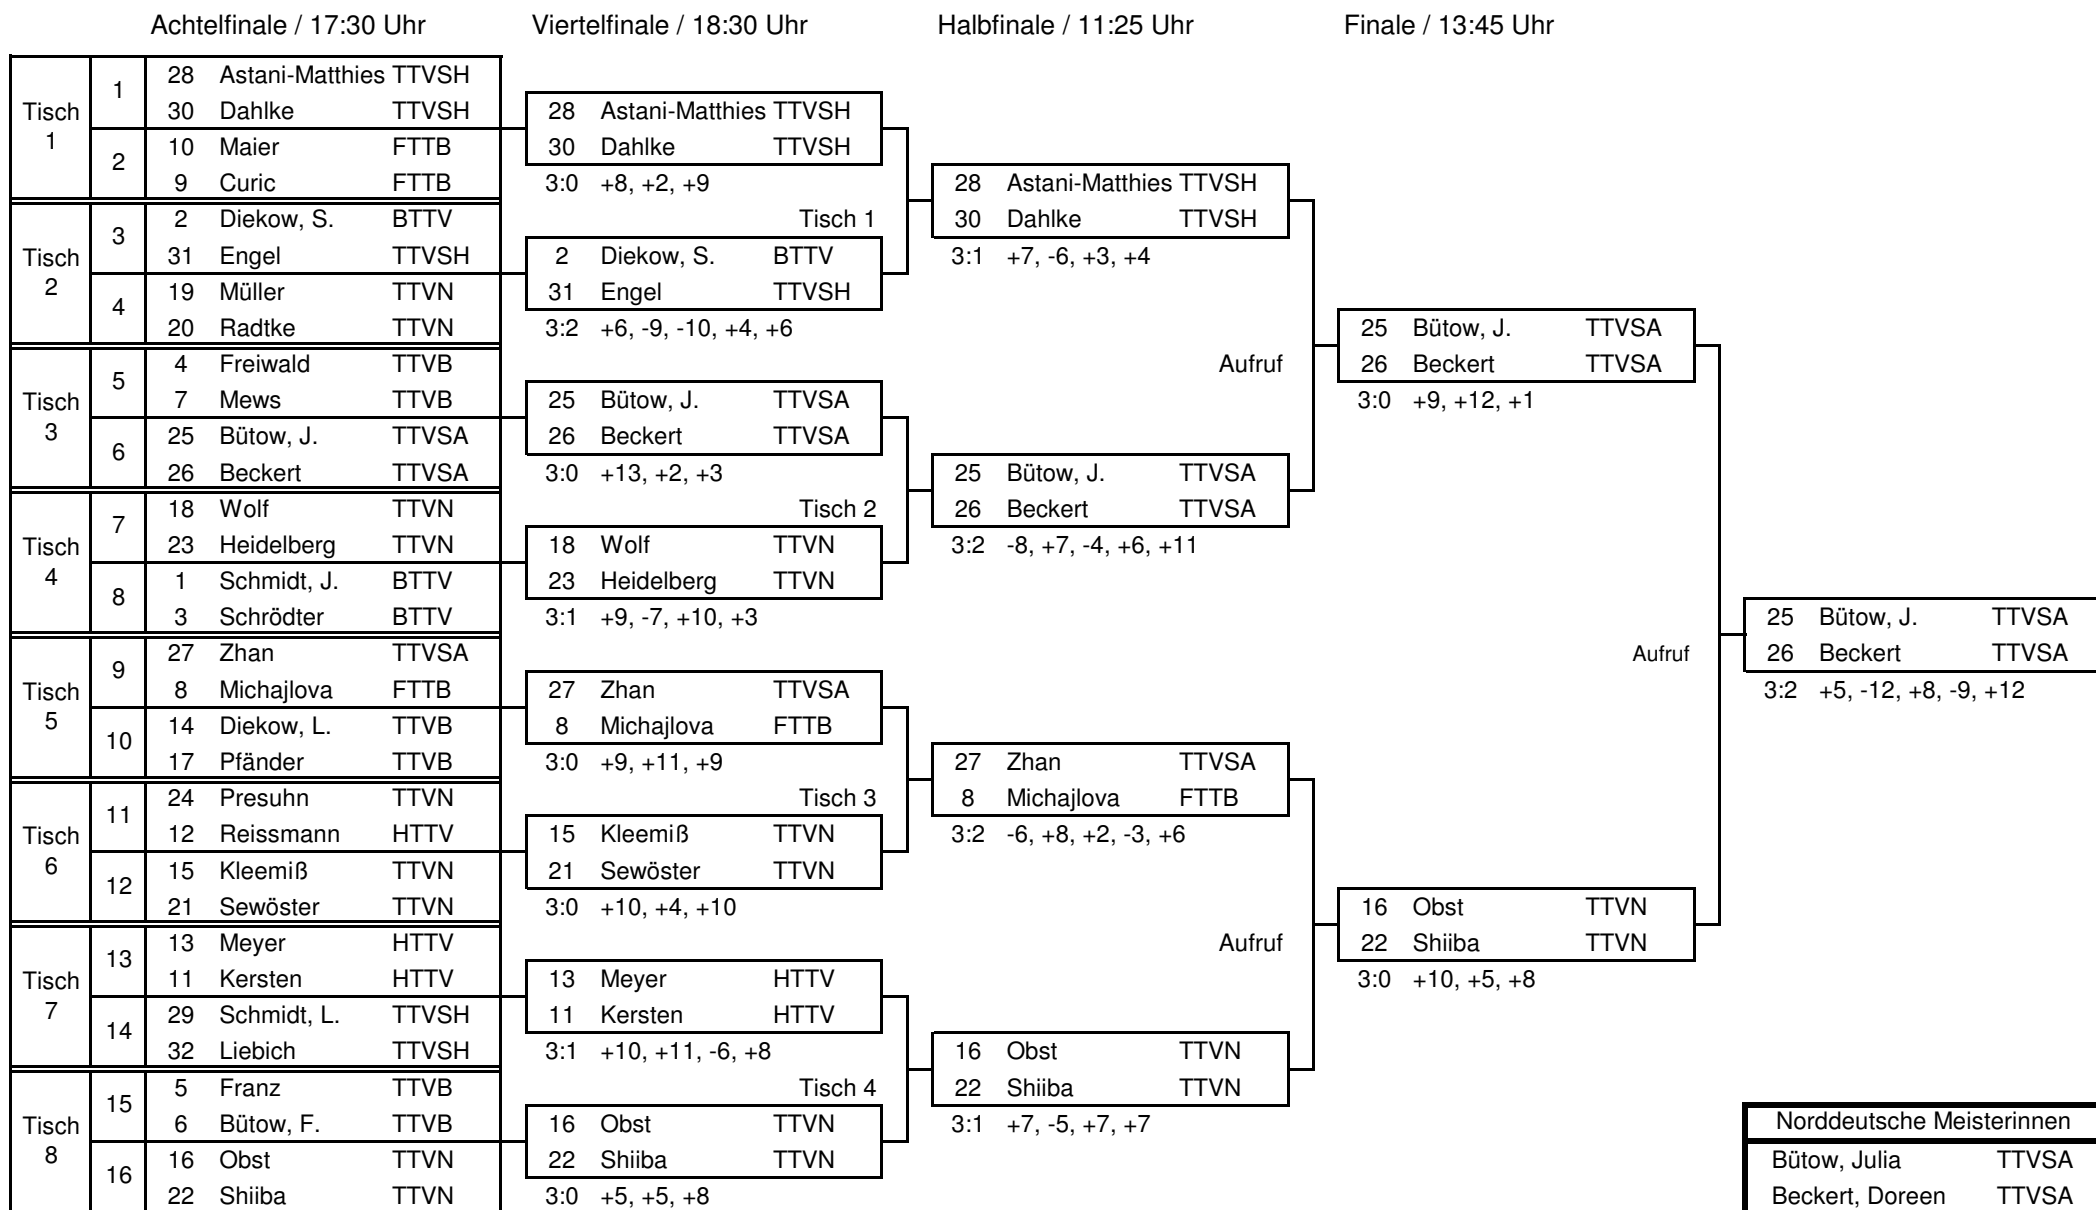 Achtelfinale / 17:30 Uhr Viertelfinale / 18:30 Uhr Halbfinale / 11:25 Uhr Finale / 13:45 Uhr
Tisch 1
1
28 Astani-Matthies TTVSH
30 Dahlke TTVSH
2
10 Maier FTTB
9 Curic FTTB
Tisch 2
3
2 Diekow, S. BTTV
31 Engel TTVSH
4
19 Müller TTVN
20 Radtke TTVN
Tisch 3
5
4 Freiwald TTVB
7 Mews TTVB
6
25 Bütow, J. TTVSA
26 Beckert TTVSA
Tisch 4
7
18 Wolf TTVN
23 Heidelberg TTVN
8
1 Schmidt, J. BTTV
3 Schrödter BTTV
Tisch 5
9
27 Zhan TTVSA
8 Michajlova FTTB
10
14 Diekow, L. TTVB
17 Pfänder TTVB
Tisch 6
11
24 Presuhn TTVN
12 Reissmann HTTV
12
15 Kleemiß TTVN
21 Sewöster TTVN
Tisch 7
13
13 Meyer HTTV
11 Kersten HTTV
14
29 Schmidt, L. TTVSH
32 Liebich TTVSH
Tisch 8
15
5 Franz TTVB
6 Bütow, F. TTVB
16
16 Obst TTVN
22 Shiiba TTVN
28 Astani-Matthies TTVSH
30 Dahlke TTVSH
3:0 +8, +2, +9
Tisch 1
2 Diekow, S. BTTV
31 Engel TTVSH
3:2 +6, -9, -10, +4, +6
25 Bütow, J. TTVSA
26 Beckert TTVSA
3:0 +13, +2, +3
Tisch 2
18 Wolf TTVN
23 Heidelberg TTVN
3:1 +9, -7, +10, +3
27 Zhan TTVSA
8 Michajlova FTTB
3:0 +9, +11, +9
Tisch 3
15 Kleemiß TTVN
21 Sewöster TTVN
3:0 +10, +4, +10
13 Meyer HTTV
11 Kersten HTTV
3:1 +10, +11, -6, +8
Tisch 4
16 Obst TTVN
22 Shiiba TTVN
3:0 +5, +5, +8
28 Astani-Matthies TTVSH
30 Dahlke TTVSH
3:1 +7, -6, +3, +4
Aufruf
25 Bütow, J. TTVSA
26 Beckert TTVSA
3:2 -8, +7, -4, +6, +11
27 Zhan TTVSA
8 Michajlova FTTB
3:2 -6, +8, +2, -3, +6
Aufruf
16 Obst TTVN
22 Shiiba TTVN
3:1 +7, -5, +7, +7
25 Bütow, J. TTVSA
26 Beckert TTVSA
3:0 +9, +12, +1
Aufruf
16 Obst TTVN
22 Shiiba TTVN
3:0 +10, +5, +8
25 Bütow, J. TTVSA
26 Beckert TTVSA
3:2 +5, -12, +8, -9, +12
Norddeutsche Meisterinnen
Bütow, Julia TTVSA
Beckert, Doreen TTVSA